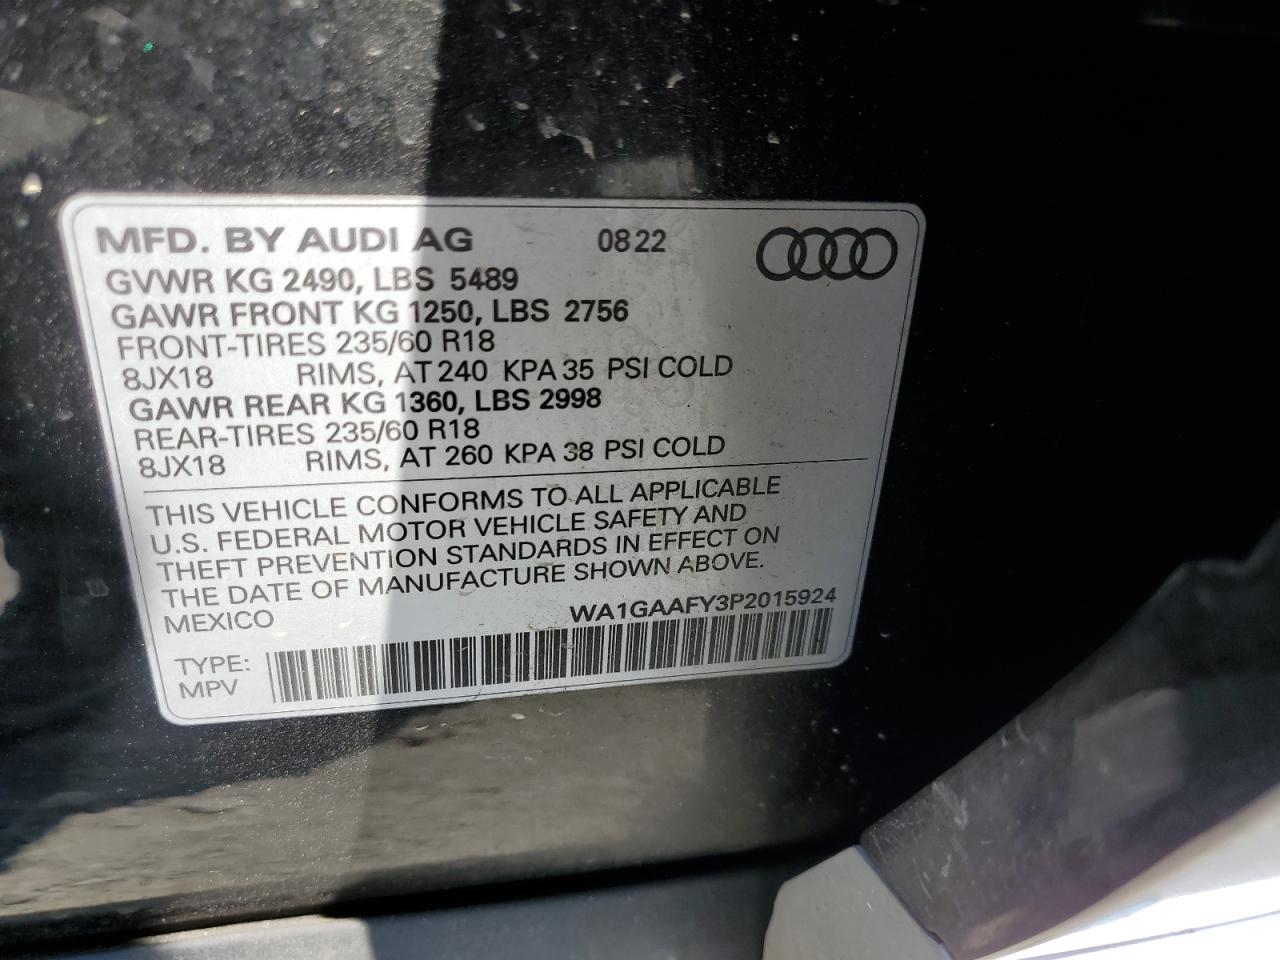 MFD. BY AUDI AG 0822
GVWR KG 2490, LBS 5489
GAWR FRONT KG 1250, LBS 2756
FRONT-TIRES 235/60 R18
8JX18 RIMS, AT 240 KPA 35 PSI COLD
GAWR REAR KG 1360, LBS 2998
REAR-TIRES 235/60 R18
8JX18 RIMS, AT 260 KPA 38 PSI COLD
THIS VEHICLE CONFORMS TO ALL APPLICABLE
U.S. FEDERAL MOTOR VEHICLE SAFETY AND
THEFT PREVENTION STANDARDS IN EFFECT ON
THE DATE OF MANUFACTURE SHOWN ABOVE.
MEXICO WA1GAAFY3P2015924
TYPE:
MPV